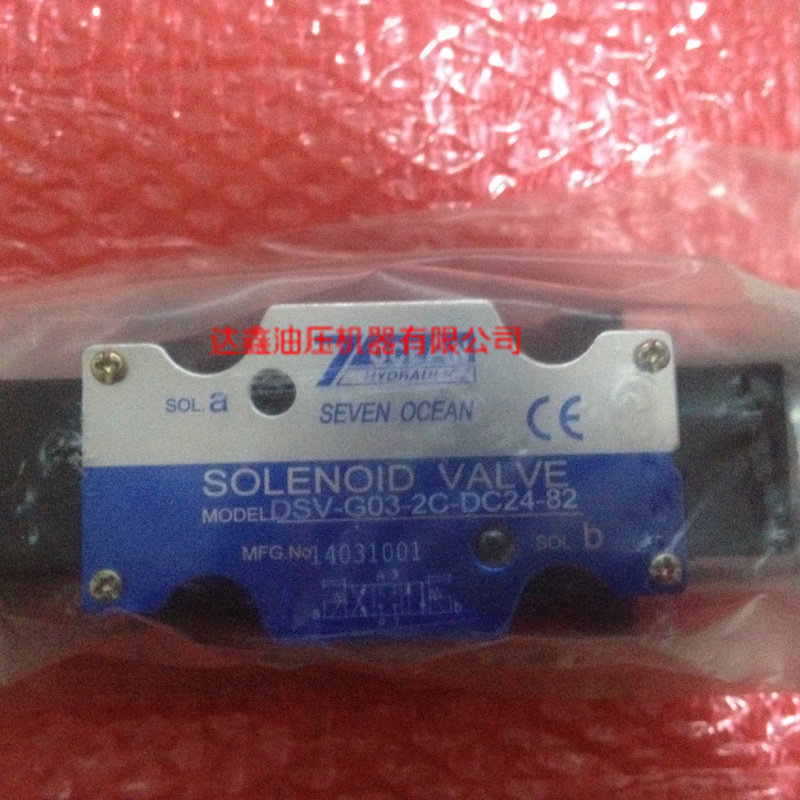 达鑫油压机器有限公司
HYDRAULIC
SOL. a
SEVEN OCEAN
CE
SOLENOID VALVE
MODEL DSV-G03-2C-DC24-82
MFG.No 14031001
SOL b